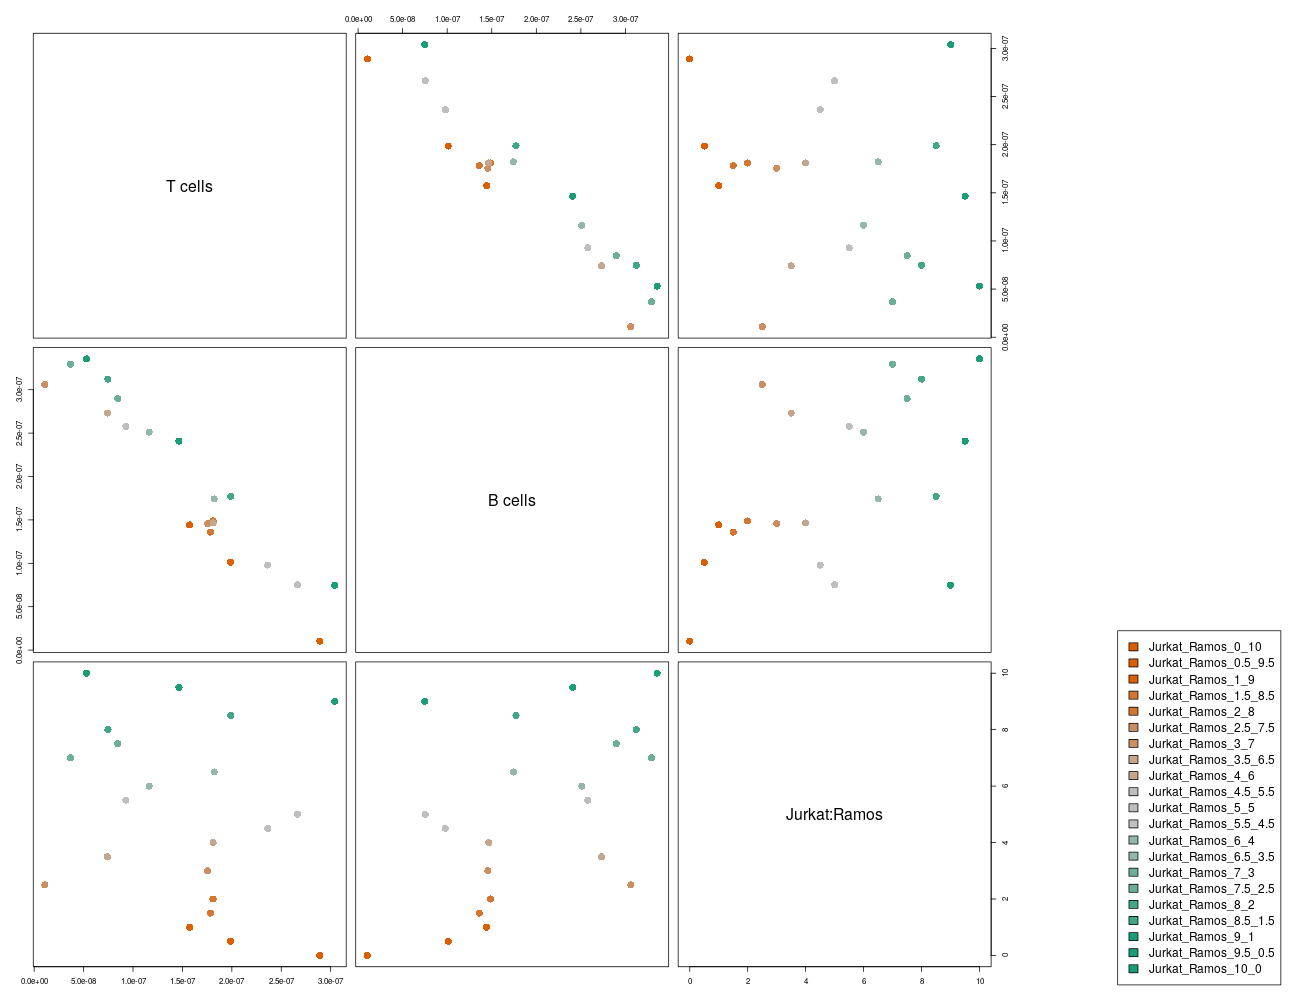 0.0e+00 5.0e-08 1.0e-07 1.5e-07 2.0e-07 2.5e-07 3.0e-07
T cells
0.0e+00 5.0e-08 1.0e-07 1.5e-07 2.0e-07 2.5e-07 3.0e-07
0.0e+00 5.0e-08 1.0e-07 1.5e-07 2.0e-07 2.5e-07 3.0e-07
B cells
Jurkat:Ramos
0 2 4 6 8 10
0.0e+00 5.0e-08 1.0e-07 1.5e-07 2.0e-07 2.5e-07 3.0e-07
0 2 4 6 8 10
Jurkat_Ramos_0_10
Jurkat_Ramos_0.5_9.5
Jurkat_Ramos_1_9
Jurkat_Ramos_1.5_8.5
Jurkat_Ramos_2_8
Jurkat_Ramos_2.5_7.5
Jurkat_Ramos_3_7
Jurkat_Ramos_3.5_6.5
Jurkat_Ramos_4_6
Jurkat_Ramos_4.5_5.5
Jurkat_Ramos_5_5
Jurkat_Ramos_5.5_4.5
Jurkat_Ramos_6_4
Jurkat_Ramos_6.5_3.5
Jurkat_Ramos_7_3
Jurkat_Ramos_7.5_2.5
Jurkat_Ramos_8_2
Jurkat_Ramos_8.5_1.5
Jurkat_Ramos_9_1
Jurkat_Ramos_9.5_0.5
Jurkat_Ramos_10_0